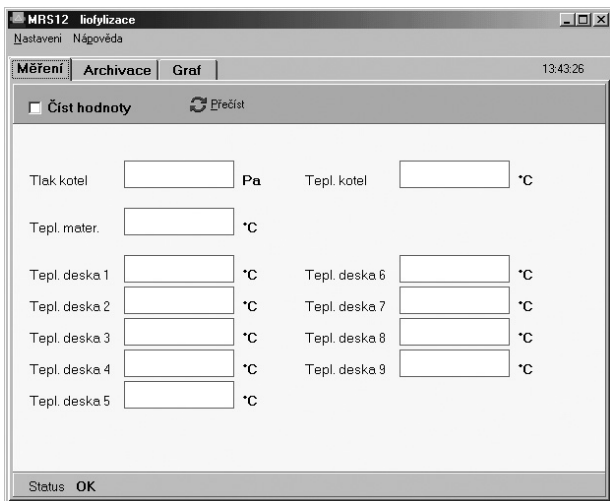 MRS12 liofylizace
Nastaveni Nápověda
Měření Archivace Graf 13:43:26
Číst hodnoty Přečíst
Tlak kotel Pa Tepl. kotel °C
Tepl. mater. °C
Tepl. deska 1 °C Tepl. deska 6 °C
Tepl. deska 2 °C Tepl. deska 7 °C
Tepl. deska 3 °C Tepl. deska 8 °C
Tepl. deska 4 °C Tepl. deska 9 °C
Tepl. deska 5 °C
Status OK